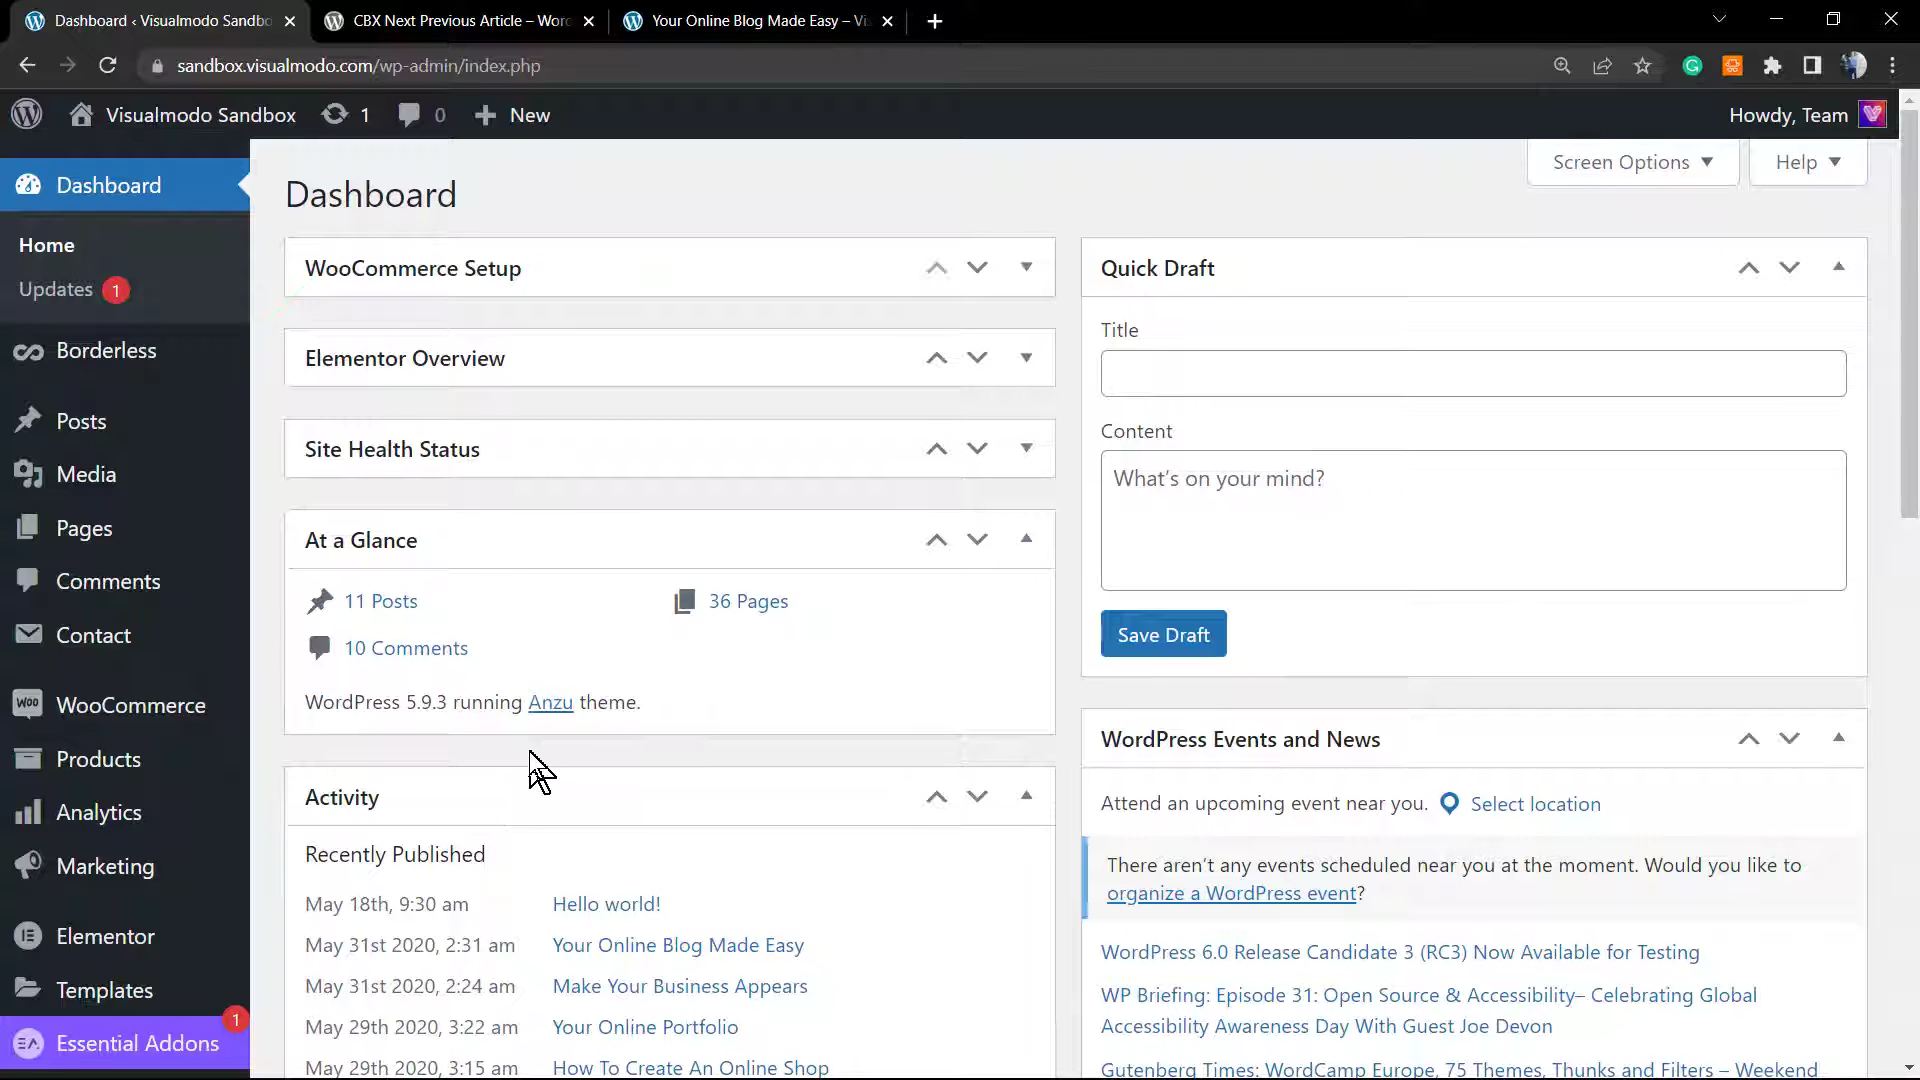 Dashboard ‹ Visualmodo Sandbo
CBX Next Previous Article – Wor
Your Online Blog Made Easy – Vi
sandbox.visualmodo.com/wp-admin/index.php
Visualmodo Sandbox
1
0
New
Howdy, Team
Dashboard
Home
Updates 1
Borderless
Posts
Media
Pages
Comments
Contact
WooCommerce
Products
Analytics
Marketing
Elementor
Templates
Essential Addons
1
Screen Options
Help
Dashboard
WooCommerce Setup
Elementor Overview
Site Health Status
At a Glance
11 Posts
36 Pages
10 Comments
WordPress 5.9.3 running Anzu theme.
Activity
Recently Published
May 18th, 9:30 am Hello world!
May 31st 2020, 2:31 am Your Online Blog Made Easy
May 31st 2020, 2:24 am Make Your Business Appears
May 29th 2020, 3:22 am Your Online Portfolio
May 29th 2020, 3:15 am How To Create An Online Shop
Quick Draft
Title
Content
What's on your mind?
Save Draft
WordPress Events and News
Attend an upcoming event near you. Select location
There aren't any events scheduled near you at the moment. Would you like to
organize a WordPress event?
WordPress 6.0 Release Candidate 3 (RC3) Now Available for Testing
WP Briefing: Episode 31: Open Source & Accessibility– Celebrating Global
Accessibility Awareness Day With Guest Joe Devon
Gutenberg Times: WordCamp Europe, 75 Themes, Thunks and Filters – Weekend